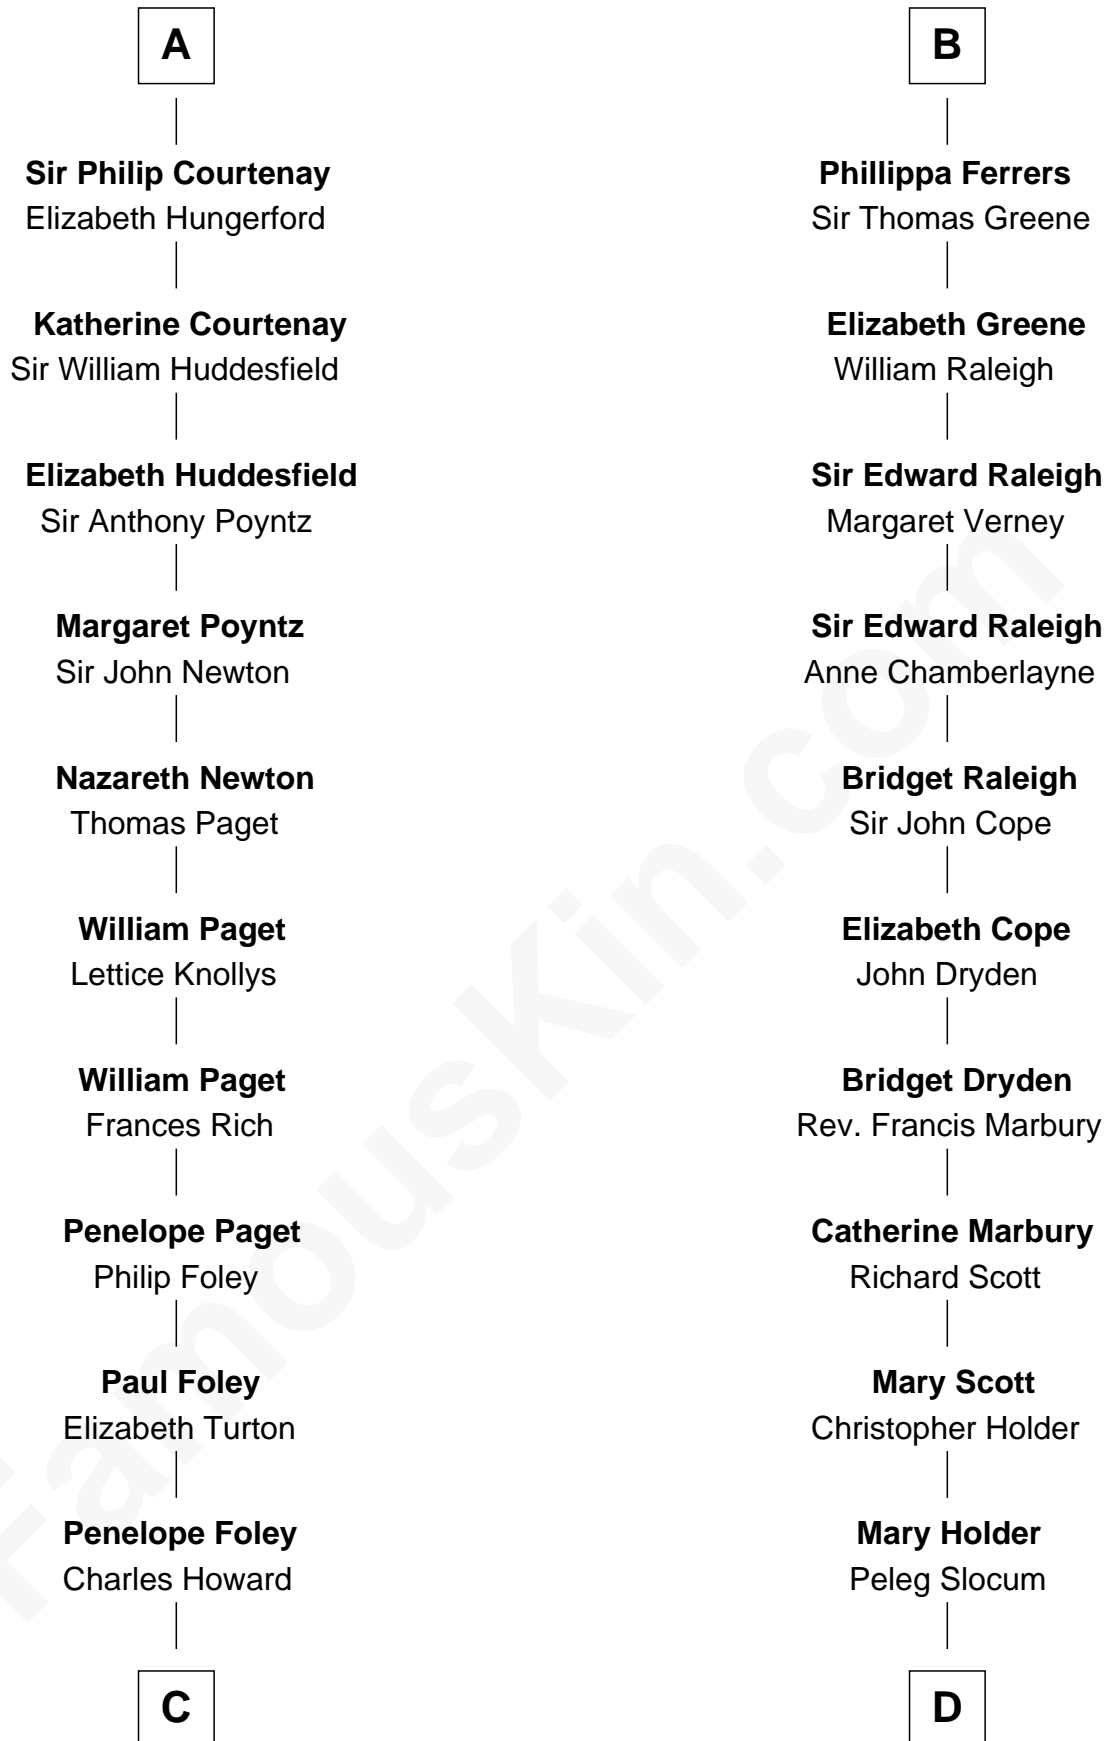 A
Sir Philip Courtenay
Elizabeth Hungerford
Katherine Courtenay
Sir William Huddesfield
Elizabeth Huddesfield
Sir Anthony Poyntz
Margaret Poyntz
Sir John Newton
Nazareth Newton
Thomas Paget
William Paget
Lettice Knollys
William Paget
Frances Rich
Penelope Paget
Philip Foley
Paul Foley
Elizabeth Turton
Penelope Foley
Charles Howard
C
B
Phillippa Ferrers
Sir Thomas Greene
Elizabeth Greene
William Raleigh
Sir Edward Raleigh
Margaret Verney
Sir Edward Raleigh
Anne Chamberlayne
Bridget Raleigh
Sir John Cope
Elizabeth Cope
John Dryden
Bridget Dryden
Rev. Francis Marbury
Catherine Marbury
Richard Scott
Mary Scott
Christopher Holder
Mary Holder
Peleg Slocum
D
FamousKin.com